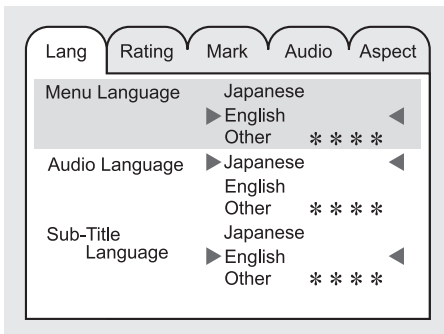 Lang Rating Mark Audio Aspect
Menu Language Japanese
▶English ◀
Other ＊＊＊＊
Audio Language ▶Japanese ◀
English
Other ＊＊＊＊
Sub-Title Japanese
Language ▶English ◀
Other ＊＊＊＊